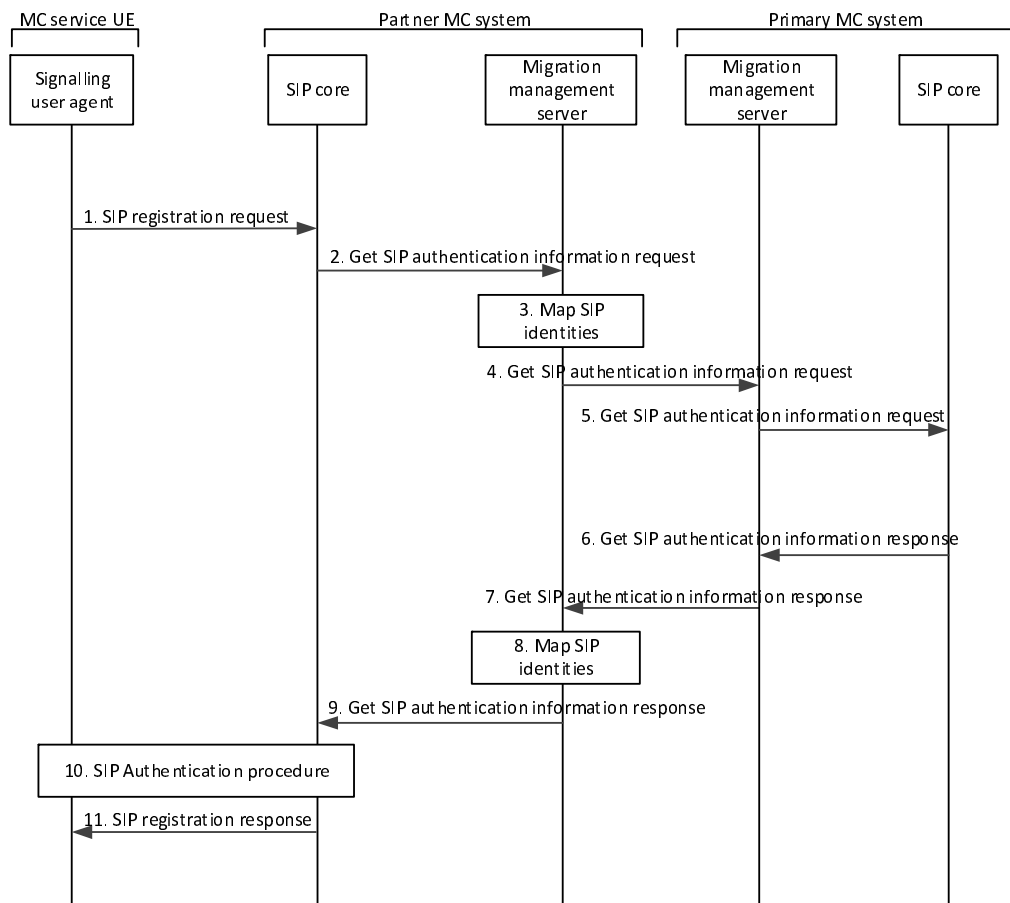 MC service UE
Partner MC system
Primary MC system
Signalling
user agent
SIP core
Migration
management
server
Migration
management
server
SIP core
1. SIP registration request
2. Get SIP authentication information request
3. Map SIP
identities
4. Get SIP authentication information request
5. Get SIP authentication information request
6. Get SIP authentication information response
7. Get SIP authentication information response
8. Map SIP
identities
9. Get SIP authentication information response
10. SIP Authentication procedure
11. SIP registration response